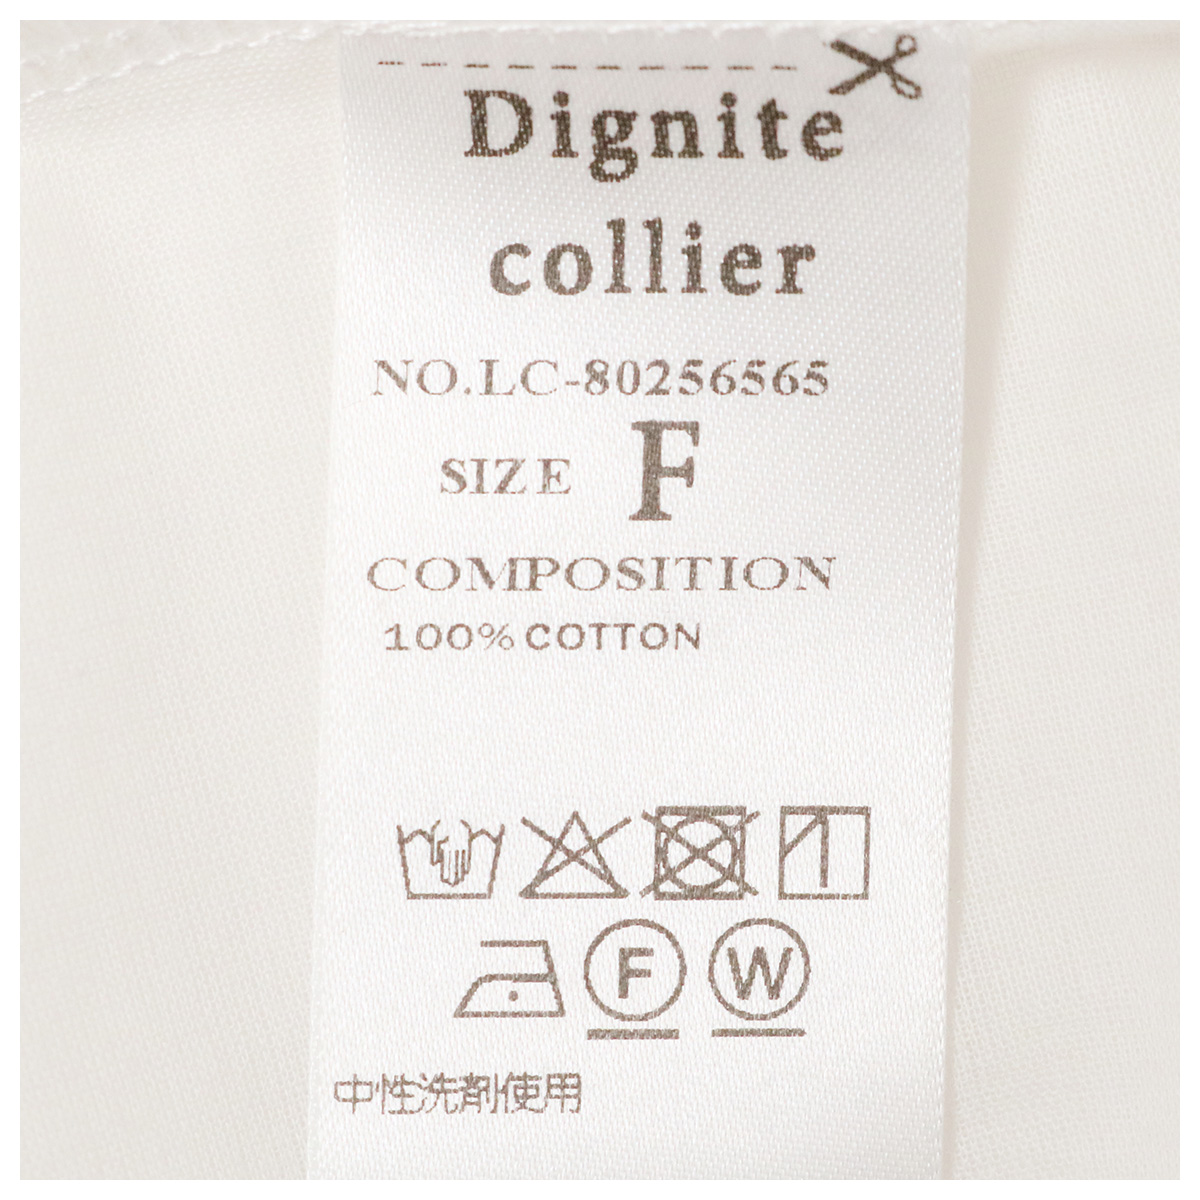 Dignite
collier
NO.LC-80256565
SIZE F
COMPOSITION
100% COTTON
F W
中性洗剤使用